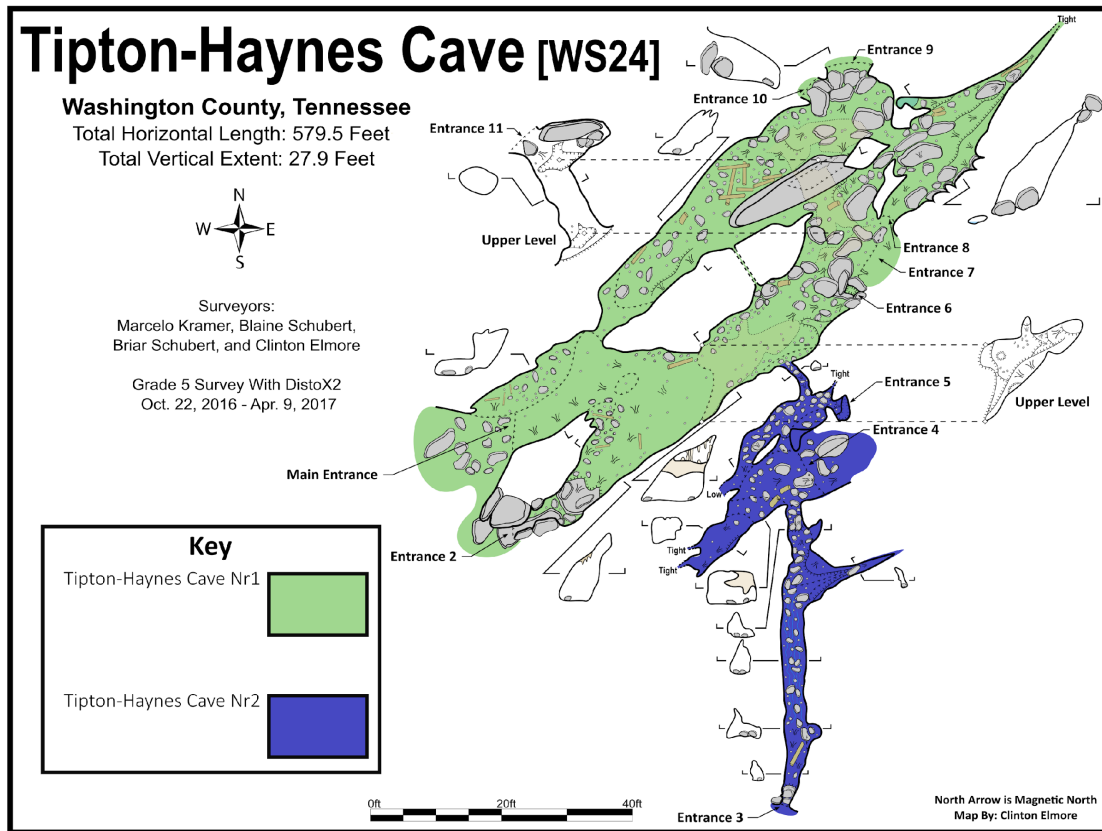 Tipton-Haynes Cave [WS24]
Washington County, Tennessee
Total Horizontal Length: 579.5 Feet
Total Vertical Extent: 27.9 Feet
N
W E
S
Surveyors:
Marcelo Kramer, Blaine Schubert,
Briar Schubert, and Clinton Elmore
Grade 5 Survey With DistoX2
Oct. 22, 2016 - Apr. 9, 2017
Tight
Entrance 9
Entrance 10
Entrance 11
Upper Level
Entrance 8
Entrance 7
Entrance 6
Tight
Entrance 5
Upper Level
Entrance 4
Main Entrance
Low
Entrance 2
Tight
Tight
Key
Tipton-Haynes Cave Nr1
Tipton-Haynes Cave Nr2
0ft 20ft 40ft
Entrance 3
North Arrow is Magnetic North
Map By: Clinton Elmore